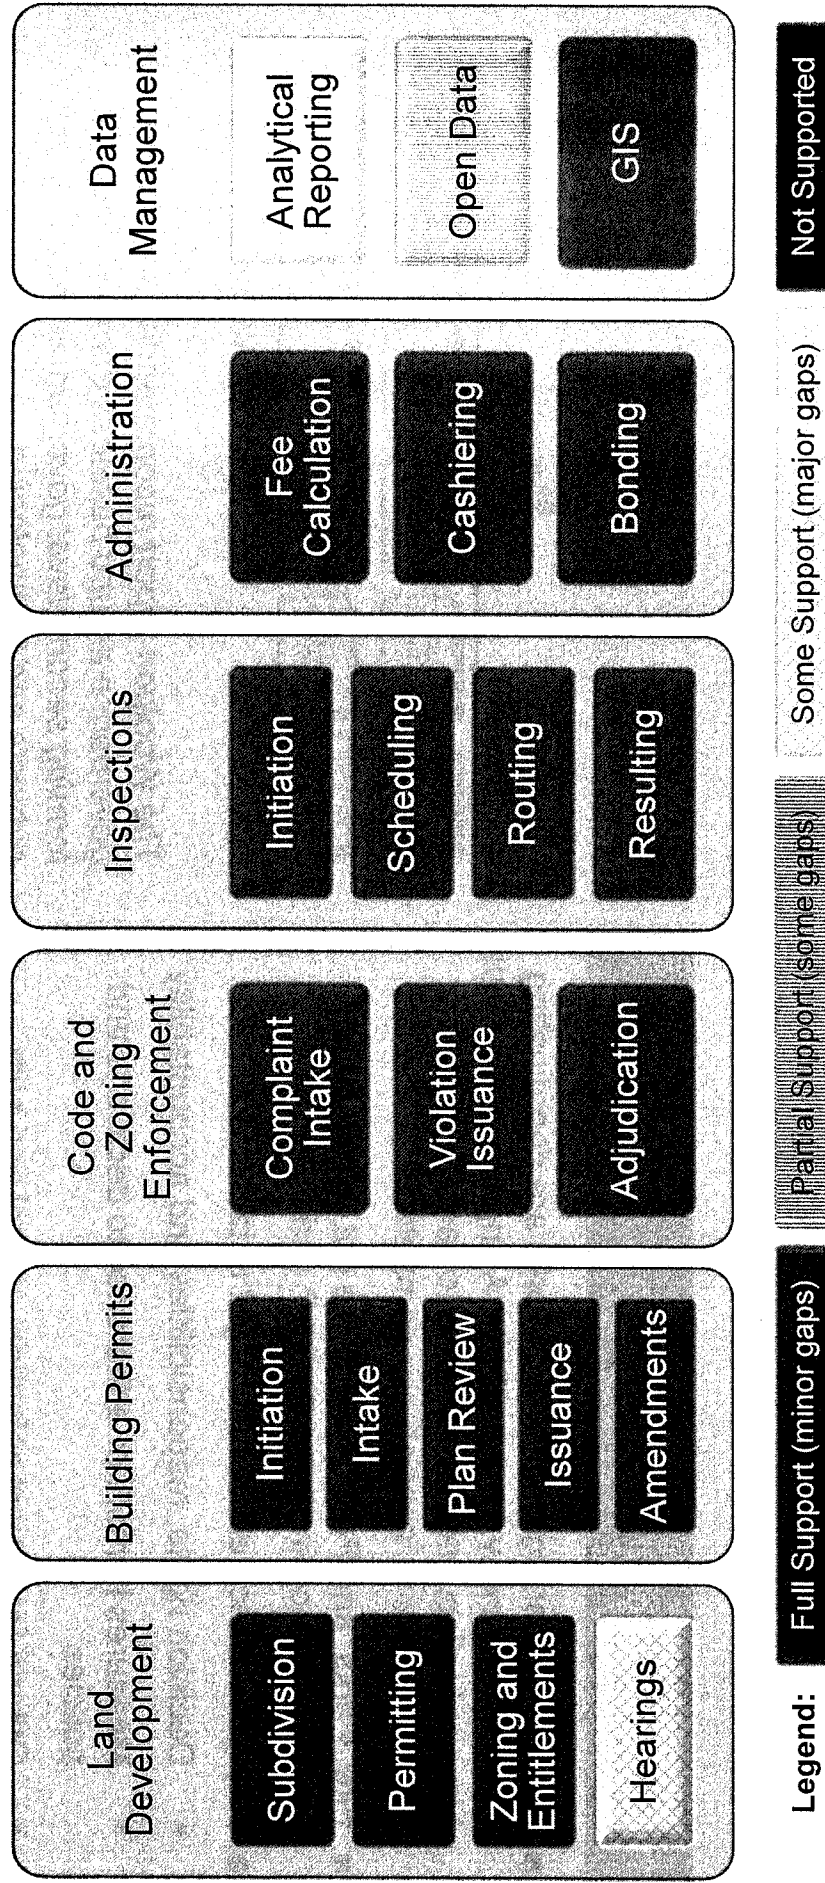 Land
Development
Subdivision
Permitting
Zoning and
Entitlements
Hearings
Building Permits
Initiation
Intake
Plan Review
Issuance
Amendments
Code and
Zoning
Enforcement
Complaint
Intake
Violation
Issuance
Adjudication
Inspections
Initiation
Scheduling
Routing
Resulting
Administration
Fee
Calculation
Cashiering
Bonding
Data
Management
Analytical
Reporting
Open Data
GIS
Legend:
Full Support (minor gaps)
Partial Support (some gaps)
Some Support (major gaps)
Not Supported